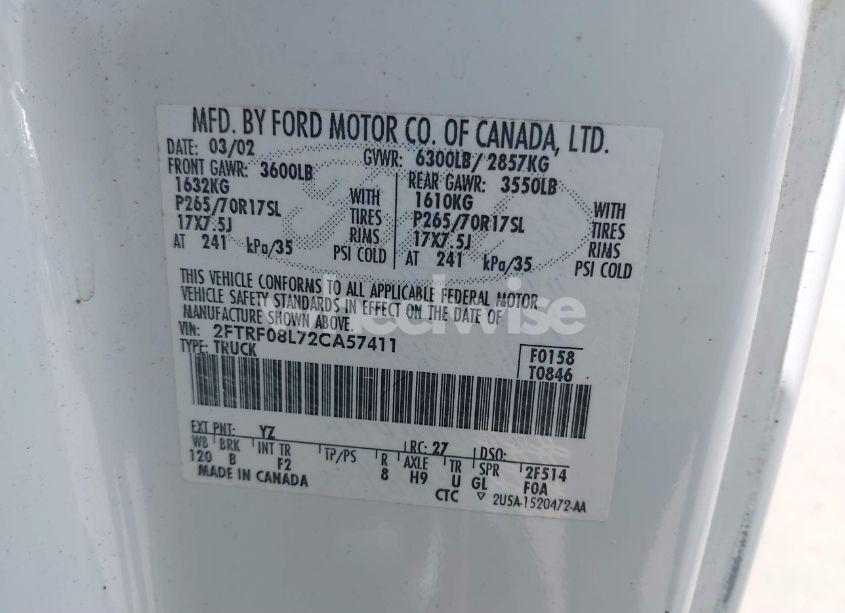 MFD. BY FORD MOTOR CO. OF CANADA, LTD.
DATE: 03/02 GVWR: 6300LB/ 2857KG
FRONT GAWR: 3600LB REAR GAWR: 3550LB
1632KG WITH 1610KG WITH
P265/70R17SL TIRES P265/70R17SL TIRES
17X7.5J RIMS 17X7.5J RIMS
AT 241 kPa/35 PSI COLD AT 241 kPa/35 PSI COLD
THIS VEHICLE CONFORMS TO ALL APPLICABLE FEDERAL MOTOR
VEHICLE SAFETY STANDARDS IN EFFECT ON THE DATE OF
MANUFACTURE SHOWN ABOVE.
VIN: 2FTRF08L72CA57411
TYPE: TRUCK
F0158
T0846
EXT PNT: YZ RC: 27 DSO:
WB BRK INT TR TP/PS R AXLE TR SPR 2F514
120 B F2 8 H9 U GL F0A
MADE IN CANADA CTC ▽ 2U5A-1520472-AA